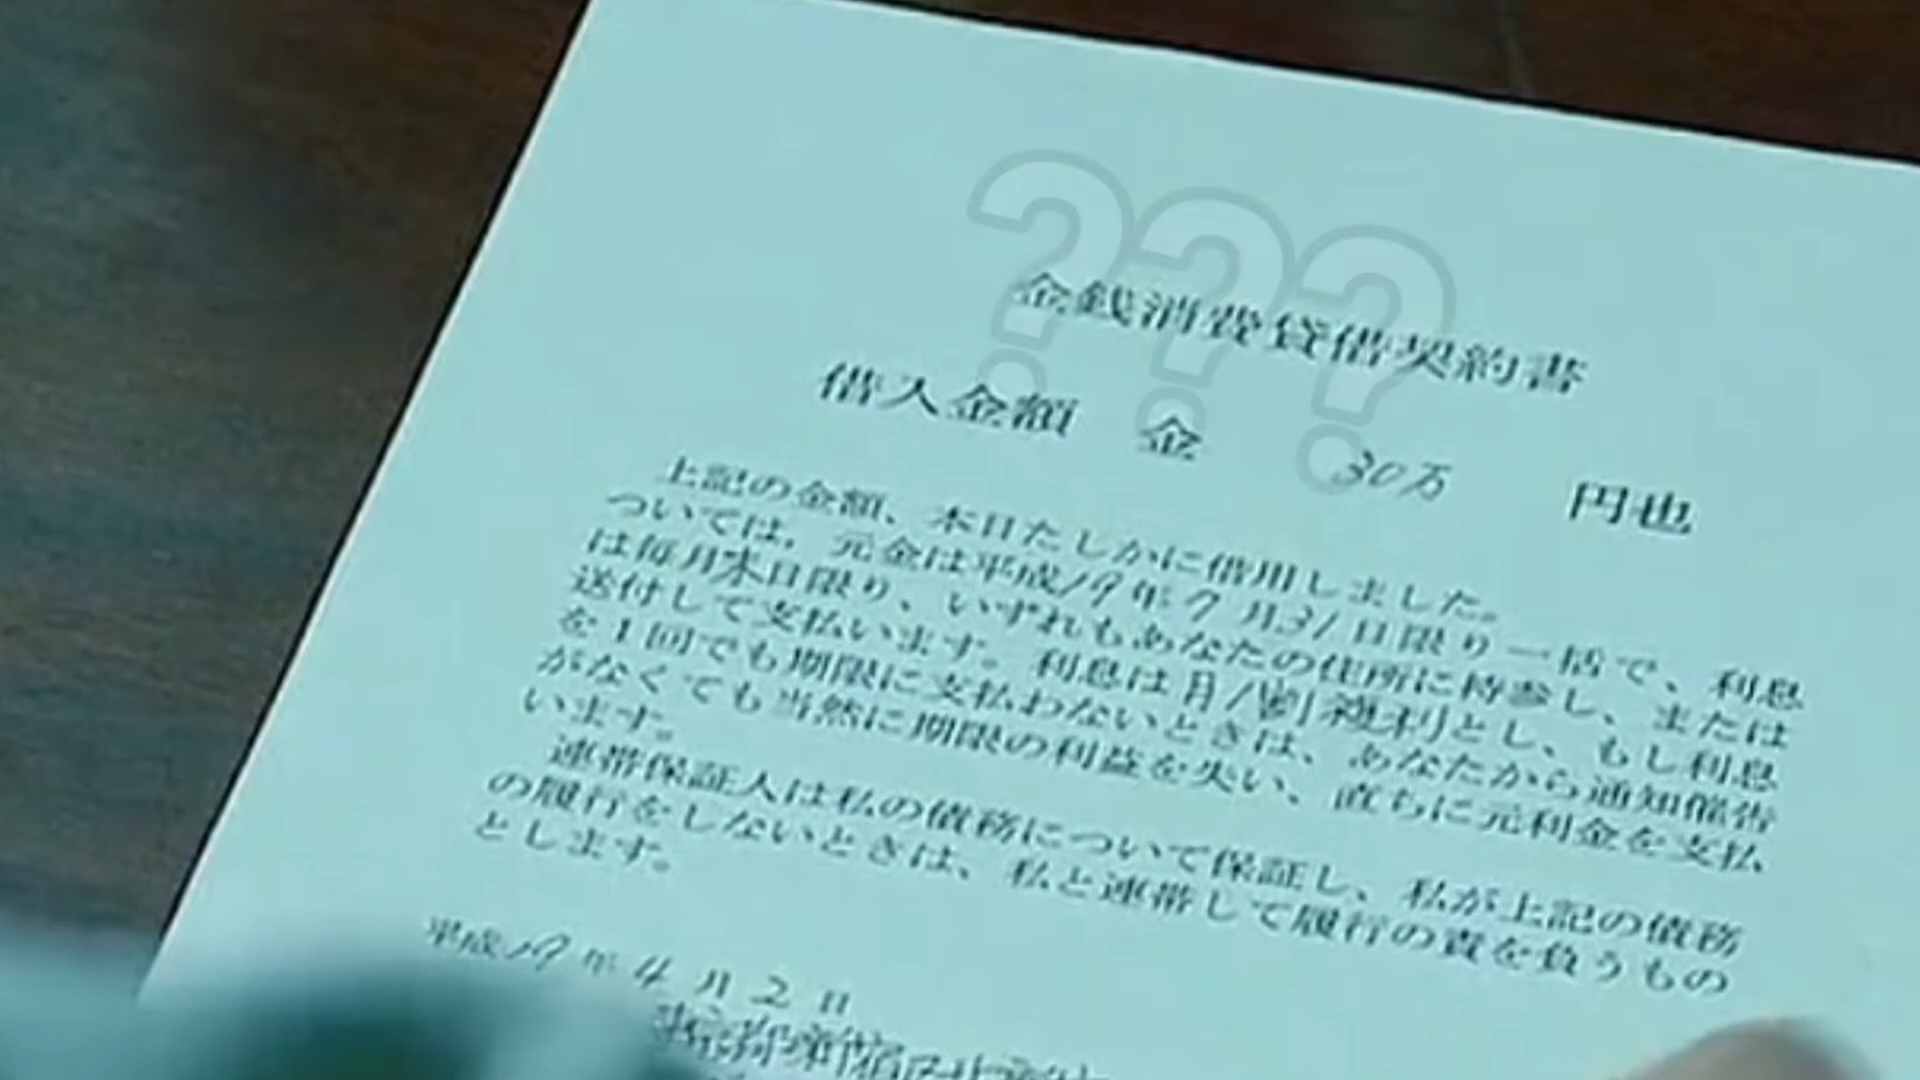 ???
金銭消費貸借契約書
借入金額 金 30万 円也
上記の金額、本日たしかに借用しました。
ついては、元金は平成19年7月31日限り一括で、利息
は毎月末日限り、いずれもあなたの住所に持参し、または
送付して支払います。利息は月1割複利とし、もし利息
を1回でも期限に支払わないときは、あなたから通知催告
がなくても当然に期限の利益を失い、直ちに元利金を支払
います。
連帯保証人は私の債務について保証し、私が上記の債務
の履行をしないときは、私と連帯して履行の責を負うもの
とします。
平成19年4月2日
東京都新宿区